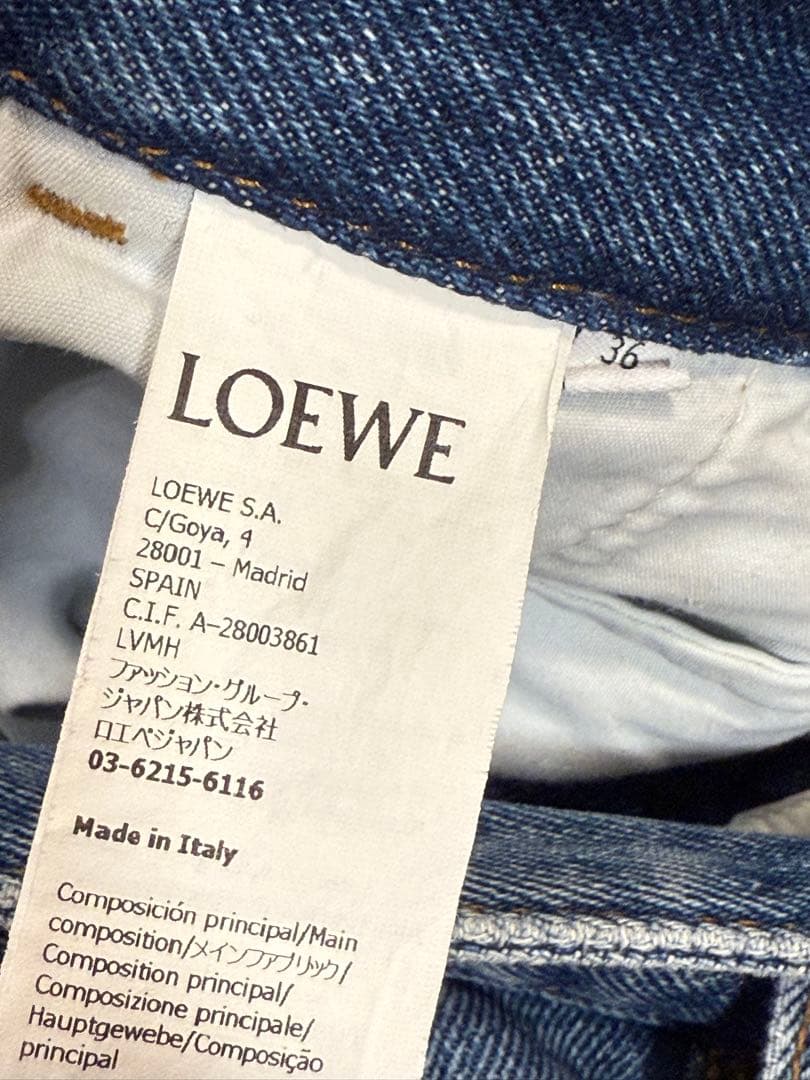 36
LOEWE
LOEWE S.A.
C/Goya, 4
28001 – Madrid
SPAIN
C.I.F. A-28003861
LVMH
ファッション・グループ・
ジャパン株式会社
ロエベジャパン
03-6215-6116
Made in Italy
Composición principal/Main
composition/メインファブリック/
Composition principal/
Composizione principale/
Hauptgewebe/Composição
principal